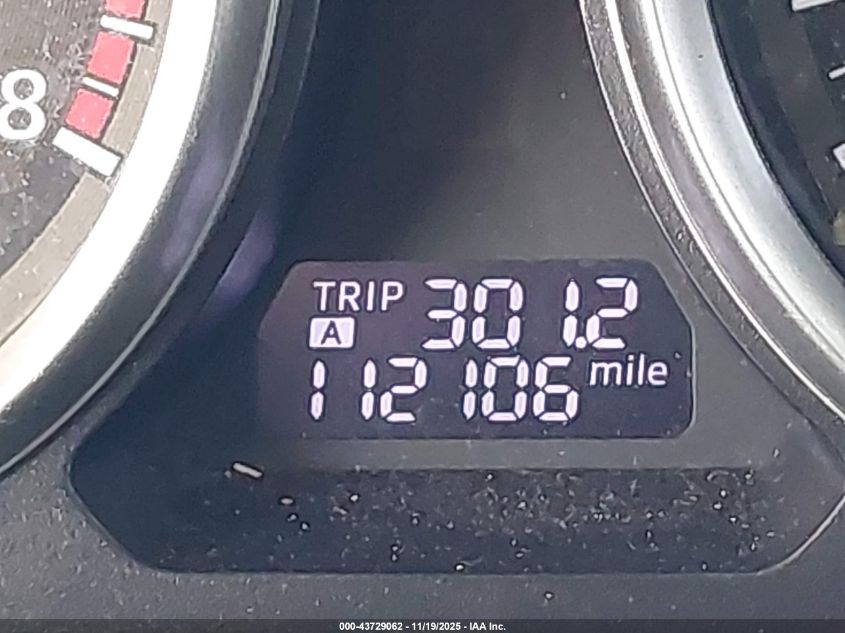 8
TRIP 301.2
A
112106 mile
000-43729062 - 11/19/2025 - IAA Inc.